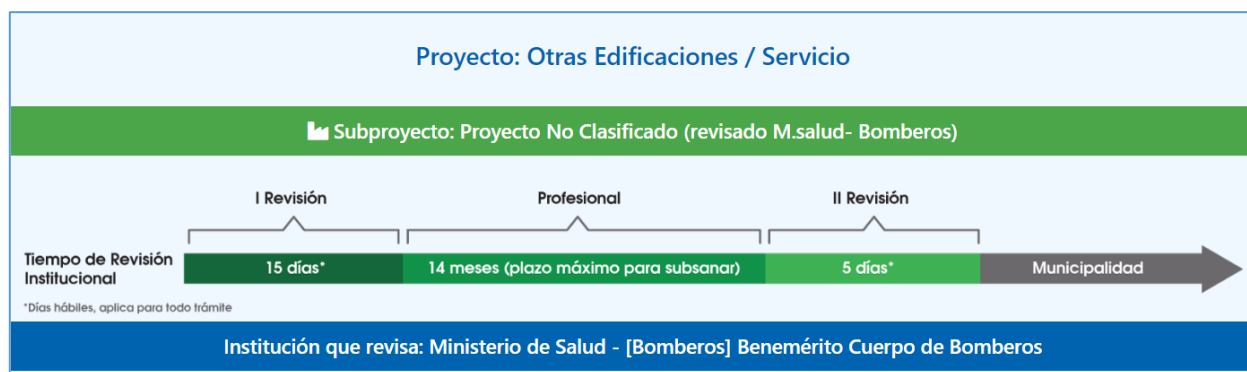 Proyecto: Otras Edificaciones / Servicio
Subproyecto: Proyecto No Clasificado (revisado M.salud- Bomberos)
I Revisión
Profesional
II Revisión
Tiempo de Revisión
Institucional
15 días*
14 meses (plazo máximo para subsanar)
5 días*
Municipalidad
*Días hábiles, aplica para todo trámite
Institución que revisa: Ministerio de Salud - [Bomberos] Benemérito Cuerpo de Bomberos